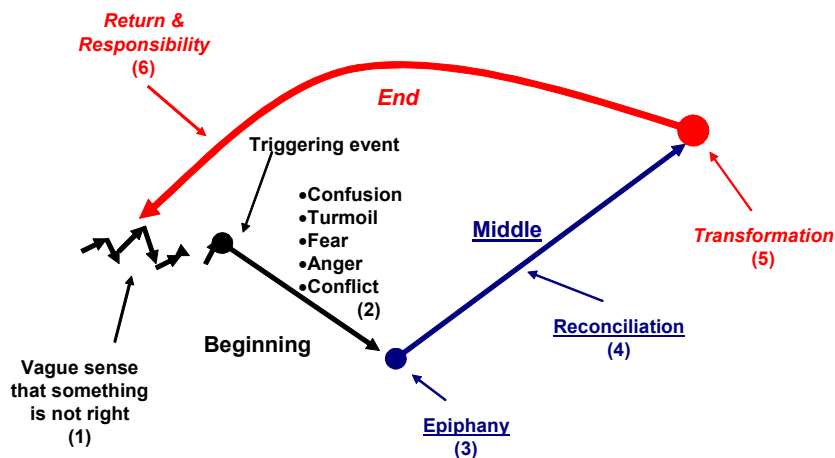 Return &
Responsibility
(6)
End
Triggering event
•Confusion
•Turmoil
•Fear
•Anger
•Conflict
(2)
Middle
Transformation
(5)
Beginning
Reconciliation
(4)
Vague sense
that something
is not right
(1)
Epiphany
(3)